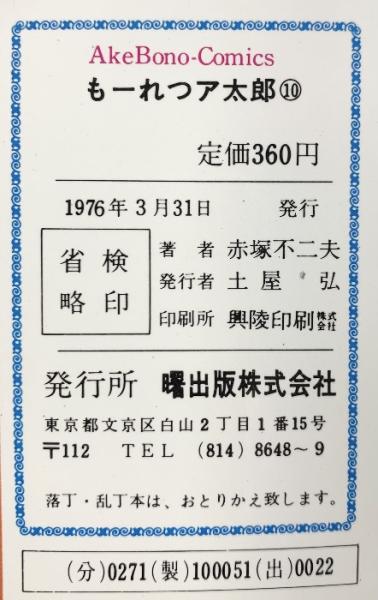 AkeBono-Comics
もーれつア太郎⑩
定価360円
1976年3月31日 発行
検印省略
著者 赤塚不二夫
発行者 土屋弘
印刷所 興陵印刷株式会社
発行所 曙出版株式会社
東京都文京区白山2丁目1番15号
〒112 TEL (814) 8648~9
落丁・乱丁本は、おとりかえ致します。
(分)0271(製)100051(出)0022